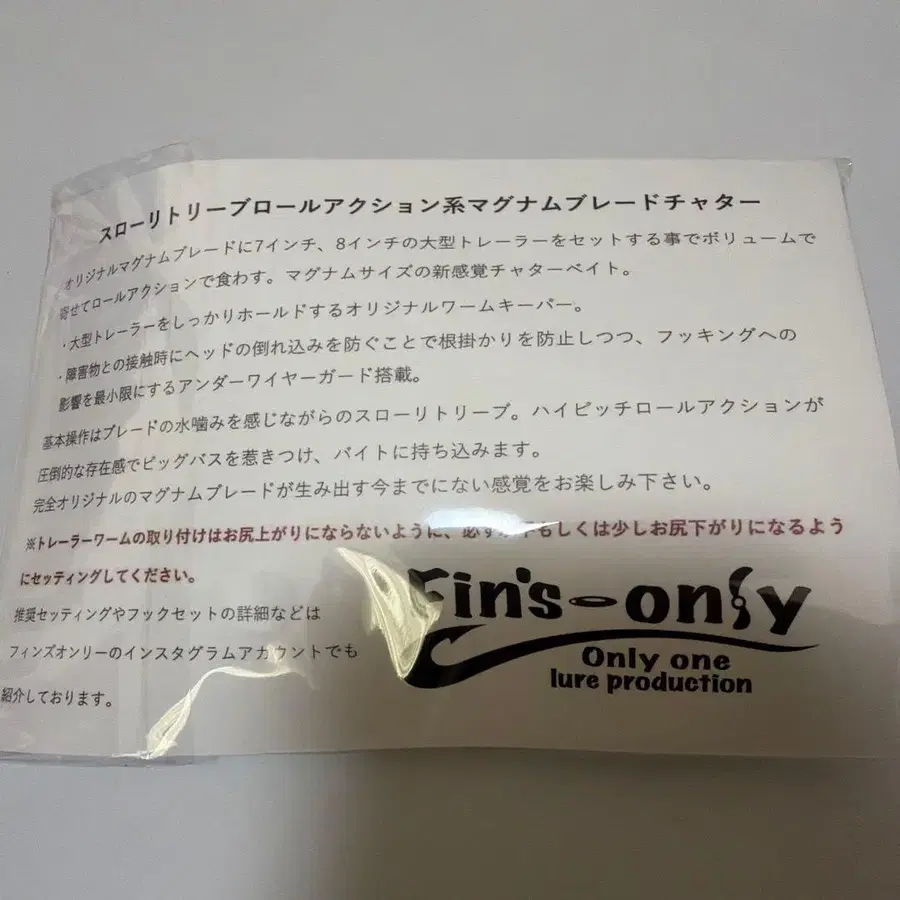 スローリトリーブロールアクション系マグナムブレードチャター
オリジナルマグナムブレードに7インチ、8インチの大型トレーラーをセットする事でボリュームで
寄せてロールアクションで食わす。マグナムサイズの新感覚チャターベイト。
・大型トレーラーをしっかりホールドするオリジナルワームキーパー。
・障害物との接触時にヘッドの倒れ込みを防ぐことで根掛かりを防止しつつ、フッキングへの
影響を最小限にするアンダーワイヤーガード搭載。
基本操作はブレードの水噛みを感じながらのスローリトリーブ。ハイピッチロールアクションが
圧倒的な存在感でビッグバスを惹きつけ、バイトに持ち込みます。
完全オリジナルのマグナムブレードが生み出す今までにない感覚をお楽しみ下さい。
※トレーラーワームの取り付けはお尻上がりにならないように、必ず もしくは少しお尻下がりになるよう
にセッティングしてください。
推奨セッティングやフックセットの詳細などは
フィンズオンリーのインスタグラムアカウントでも
紹介しております。
Fin's-only
Only one
lure production